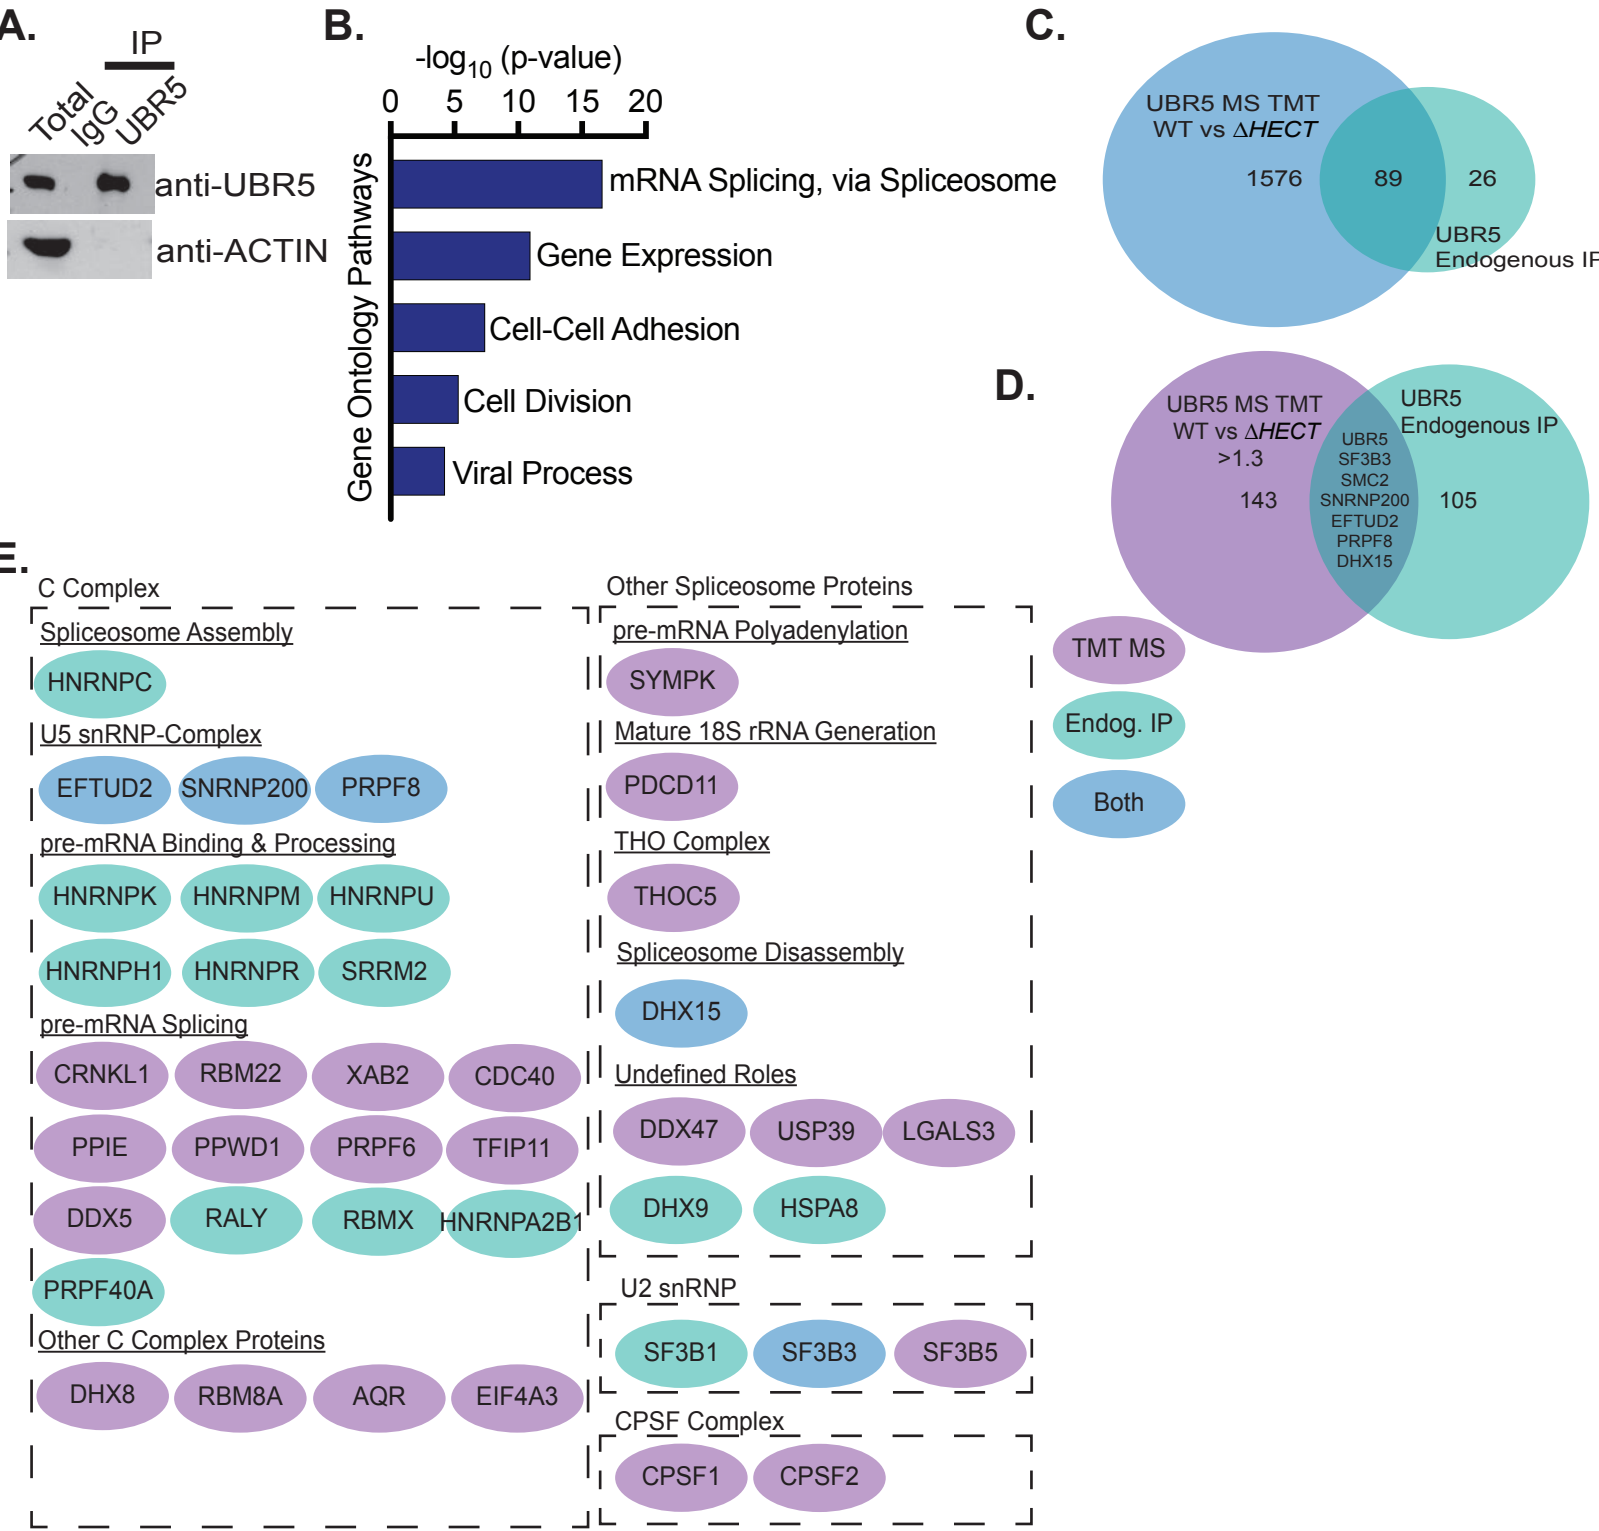 A.
IP
Total
IgG
UBR5
anti-UBR5
anti-ACTIN
B.
-log10 (p-value)
0 5 10 15 20
Gene Ontology Pathways
mRNA Splicing, via Spliceosome
Gene Expression
Cell-Cell Adhesion
Cell Division
Viral Process
C.
UBR5 MS TMT
WT vs ΔHECT
1576
89
26
UBR5
Endogenous IP
D.
UBR5 MS TMT
WT vs ΔHECT
>1.3
143
UBR5
SF3B3
SMC2
SNRNP200
EFTUD2
PRPF8
DHX15
UBR5
Endogenous IP
105
TMT MS
Endog. IP
Both
E.
C Complex
Spliceosome Assembly
HNRNPC
U5 snRNP-Complex
EFTUD2 SNRNP200 PRPF8
pre-mRNA Binding & Processing
HNRNPK HNRNPM HNRNPU
HNRNPH1 HNRNPR SRRM2
pre-mRNA Splicing
CRNKL1 RBM22 XAB2 CDC40
PPIE PPWD1 PRPF6 TFIP11
DDX5 RALY RBMX HNRNPA2B1
PRPF40A
Other C Complex Proteins
DHX8 RBM8A AQR EIF4A3
Other Spliceosome Proteins
pre-mRNA Polyadenylation
SYMPK
Mature 18S rRNA Generation
PDCD11
THO Complex
THOC5
Spliceosome Disassembly
DHX15
Undefined Roles
DDX47 USP39 LGALS3
DHX9 HSPA8
U2 snRNP
SF3B1 SF3B3 SF3B5
CPSF Complex
CPSF1 CPSF2